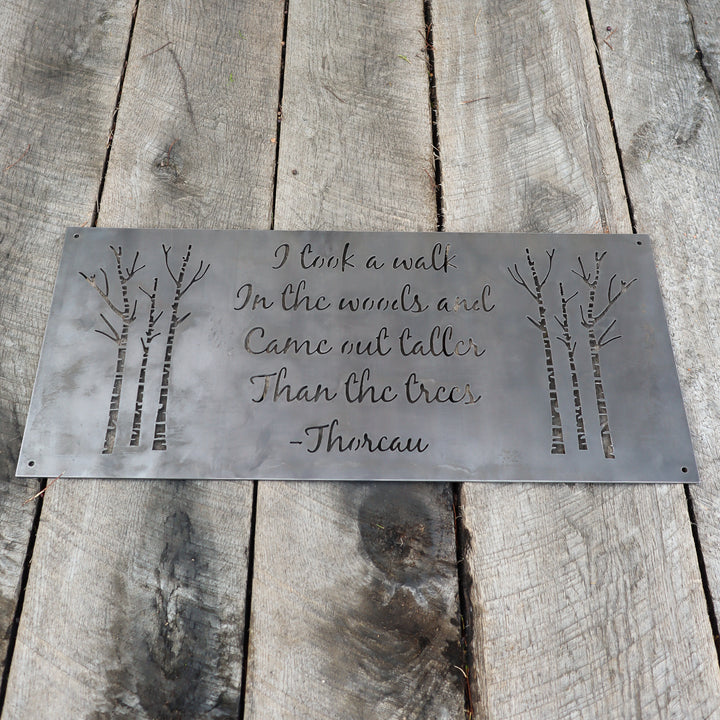 I took a walk
In the woods and
Came out taller
Than the trees
-Thoreau